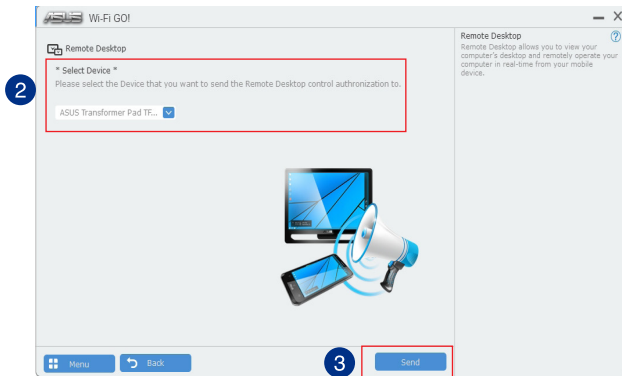 ASUS Wi-Fi GO!
Remote Desktop
2
* Select Device *
Please select the Device that you want to send the Remote Desktop control authronization to.
ASUS Transformer Pad TF...
Remote Desktop
?
Remote Desktop allows you to view your
computer's desktop and remotely operate your
computer in real-time from your mobile
device.
Menu
Back
3
Send